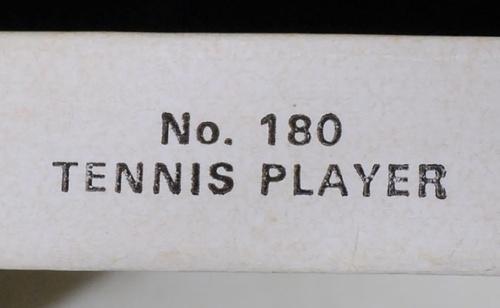 No. 180
TENNIS PLAYER